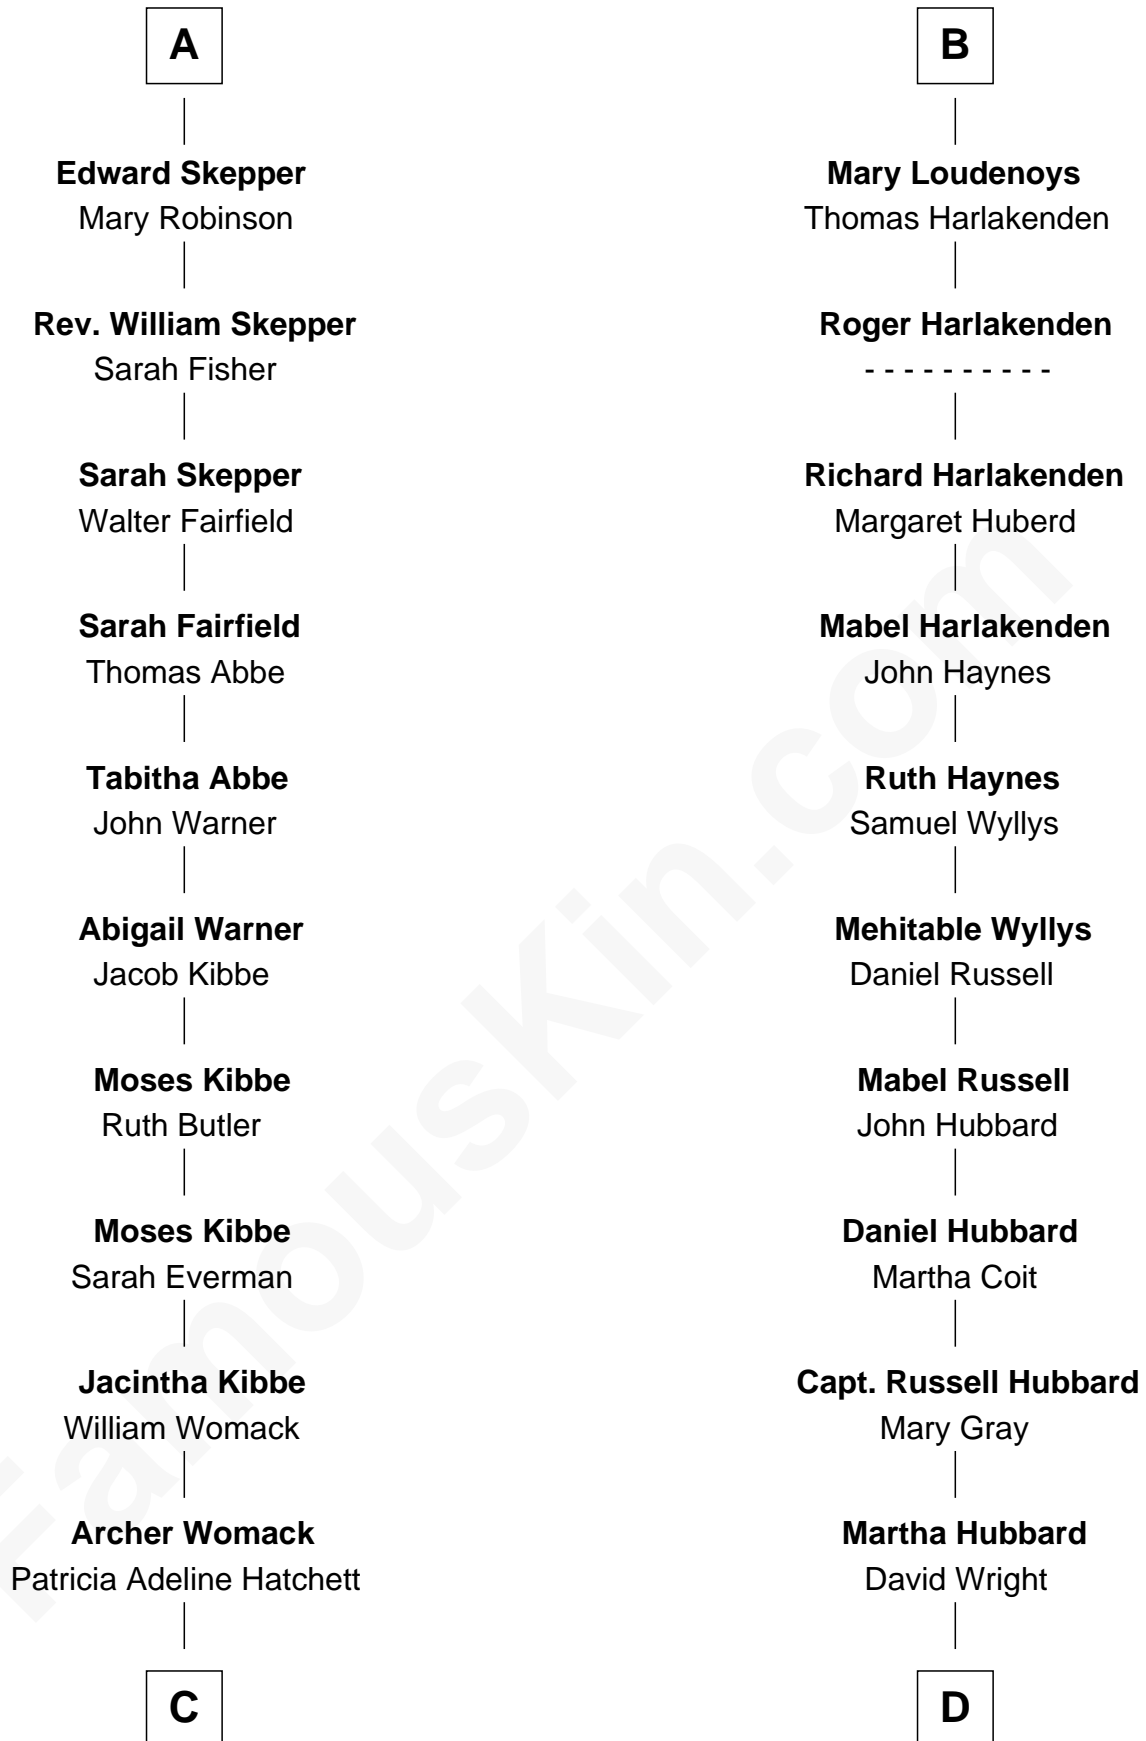 A
Edward Skepper
Mary Robinson
Rev. William Skepper
Sarah Fisher
Sarah Skepper
Walter Fairfield
Sarah Fairfield
Thomas Abbe
Tabitha Abbe
John Warner
Abigail Warner
Jacob Kibbe
Moses Kibbe
Ruth Butler
Moses Kibbe
Sarah Everman
Jacintha Kibbe
William Womack
Archer Womack
Patricia Adeline Hatchett
C
B
Mary Loudenoys
Thomas Harlakenden
Roger Harlakenden
- - - - - - - - - -
Richard Harlakenden
Margaret Huberd
Mabel Harlakenden
John Haynes
Ruth Haynes
Samuel Wyllys
Mehitable Wyllys
Daniel Russell
Mabel Russell
John Hubbard
Daniel Hubbard
Martha Coit
Capt. Russell Hubbard
Mary Gray
Martha Hubbard
David Wright
D
FamousKin.com